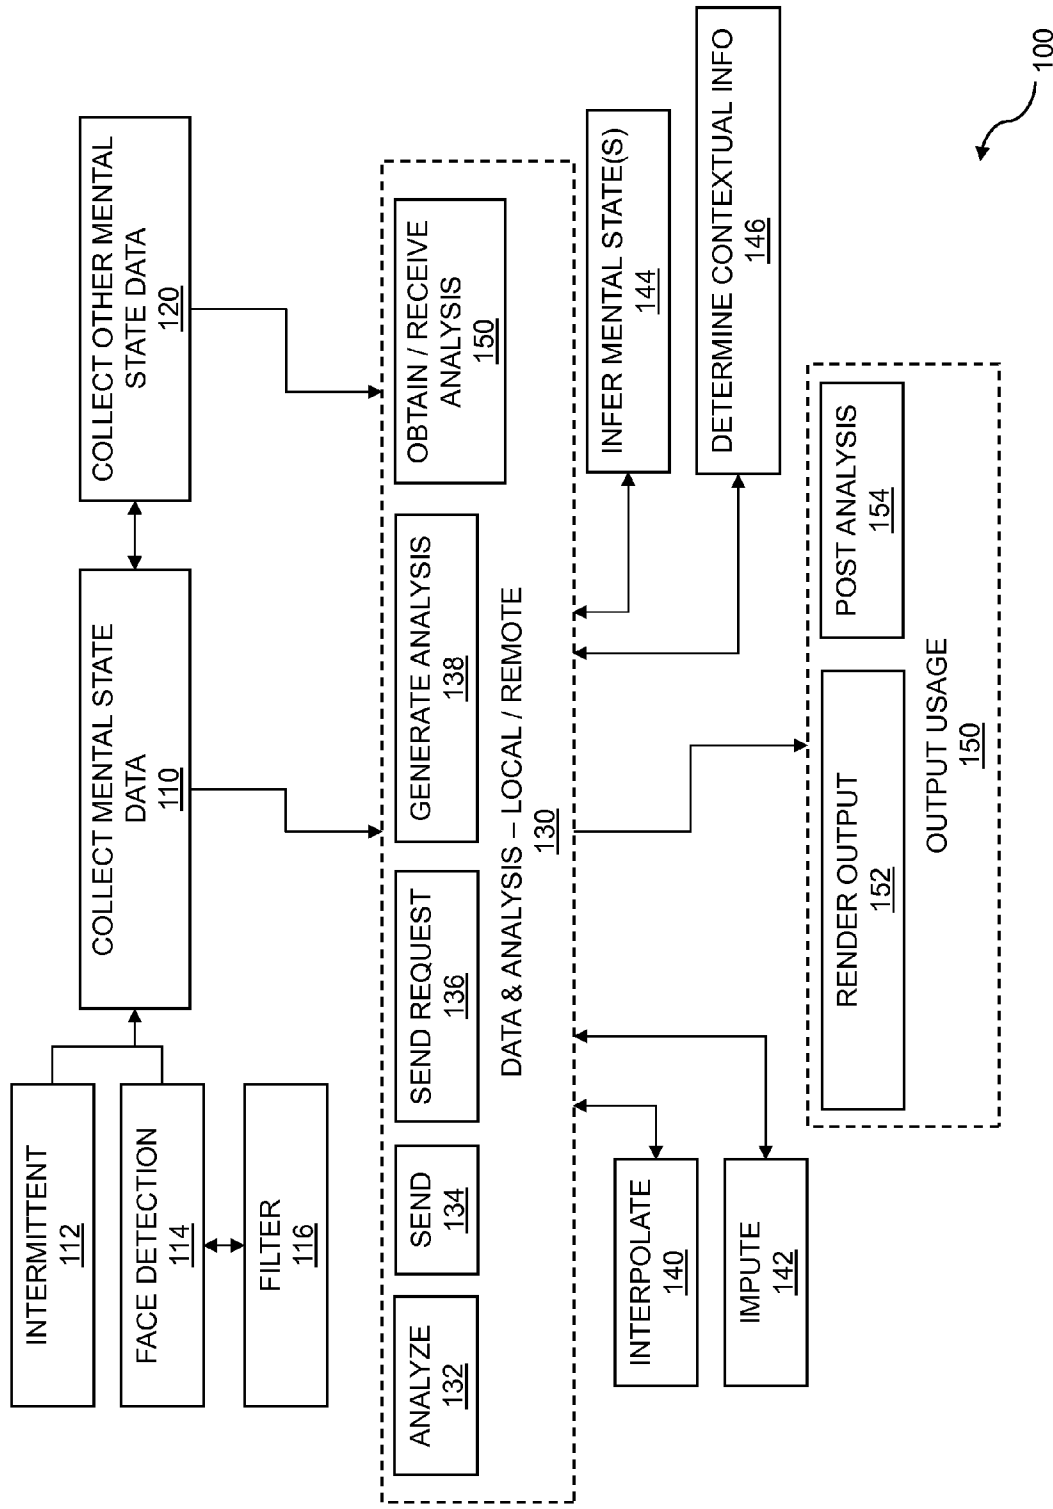 INTERMITTENT
112
FACE DETECTION
114
FILTER
116
COLLECT MENTAL STATE
DATA
110
COLLECT OTHER MENTAL
STATE DATA
120
ANALYZE
132
SEND
134
SEND REQUEST
136
GENERATE ANALYSIS
138
OBTAIN / RECEIVE
ANALYSIS
150
DATA & ANALYSIS – LOCAL / REMOTE
130
INTERPOLATE
140
IMPUTE
142
INFER MENTAL STATE(S)
144
DETERMINE CONTEXTUAL INFO
146
RENDER OUTPUT
152
POST ANALYSIS
154
OUTPUT USAGE
150
100